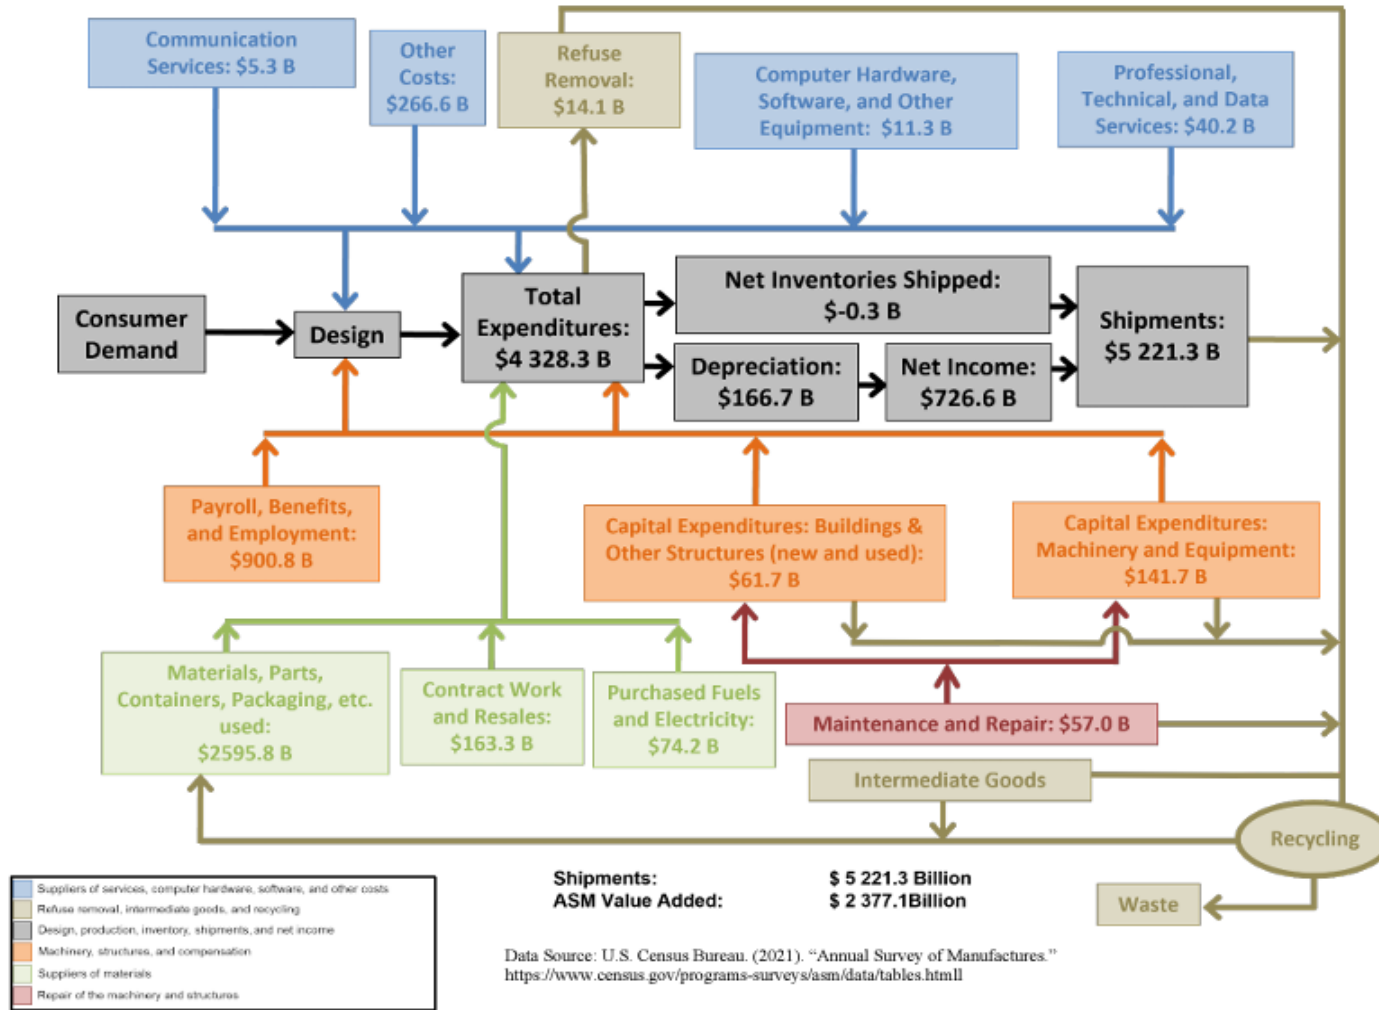 Communication
Services: $5.3 B
Other
Costs:
$266.6 B
Refuse
Removal:
$14.1 B
Computer Hardware,
Software, and Other
Equipment:  $11.3 B
Professional,
Technical, and Data
Services: $40.2 B
Consumer
Demand
Design
Total
Expenditures:
$4 328.3 B
Net Inventories Shipped:
$-0.3 B
Depreciation:
$166.7 B
Net Income:
$726.6 B
Shipments:
$5 221.3 B
Payroll, Benefits,
and Employment:
$900.8 B
Capital Expenditures: Buildings &
Other Structures (new and used):
$61.7 B
Capital Expenditures:
Machinery and Equipment:
$141.7 B
Materials, Parts,
Containers, Packaging, etc.
used:
$2595.8 B
Contract Work
and Resales:
$163.3 B
Purchased Fuels
and Electricity:
$74.2 B
Maintenance and Repair: $57.0 B
Intermediate Goods
Recycling
Waste
Suppliers of services, computer hardware, software, and other costs
Refuse removal, intermediate goods, and recycling
Design, production, inventory, shipments, and net income
Machinery, structures, and compensation
Suppliers of materials
Repair of the machinery and structures
Shipments: $ 5 221.3 Billion
ASM Value Added: $ 2 377.1Billion
Data Source: U.S. Census Bureau. (2021). “Annual Survey of Manufactures.”
https://www.census.gov/programs-surveys/asm/data/tables.htmll